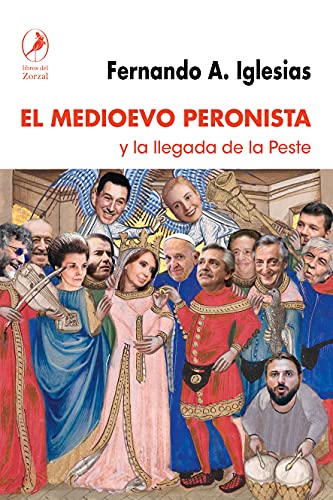 libros del
Zorzal
Fernando A. Iglesias
EL MEDIOEVO PERONISTA
y la llegada de la Peste